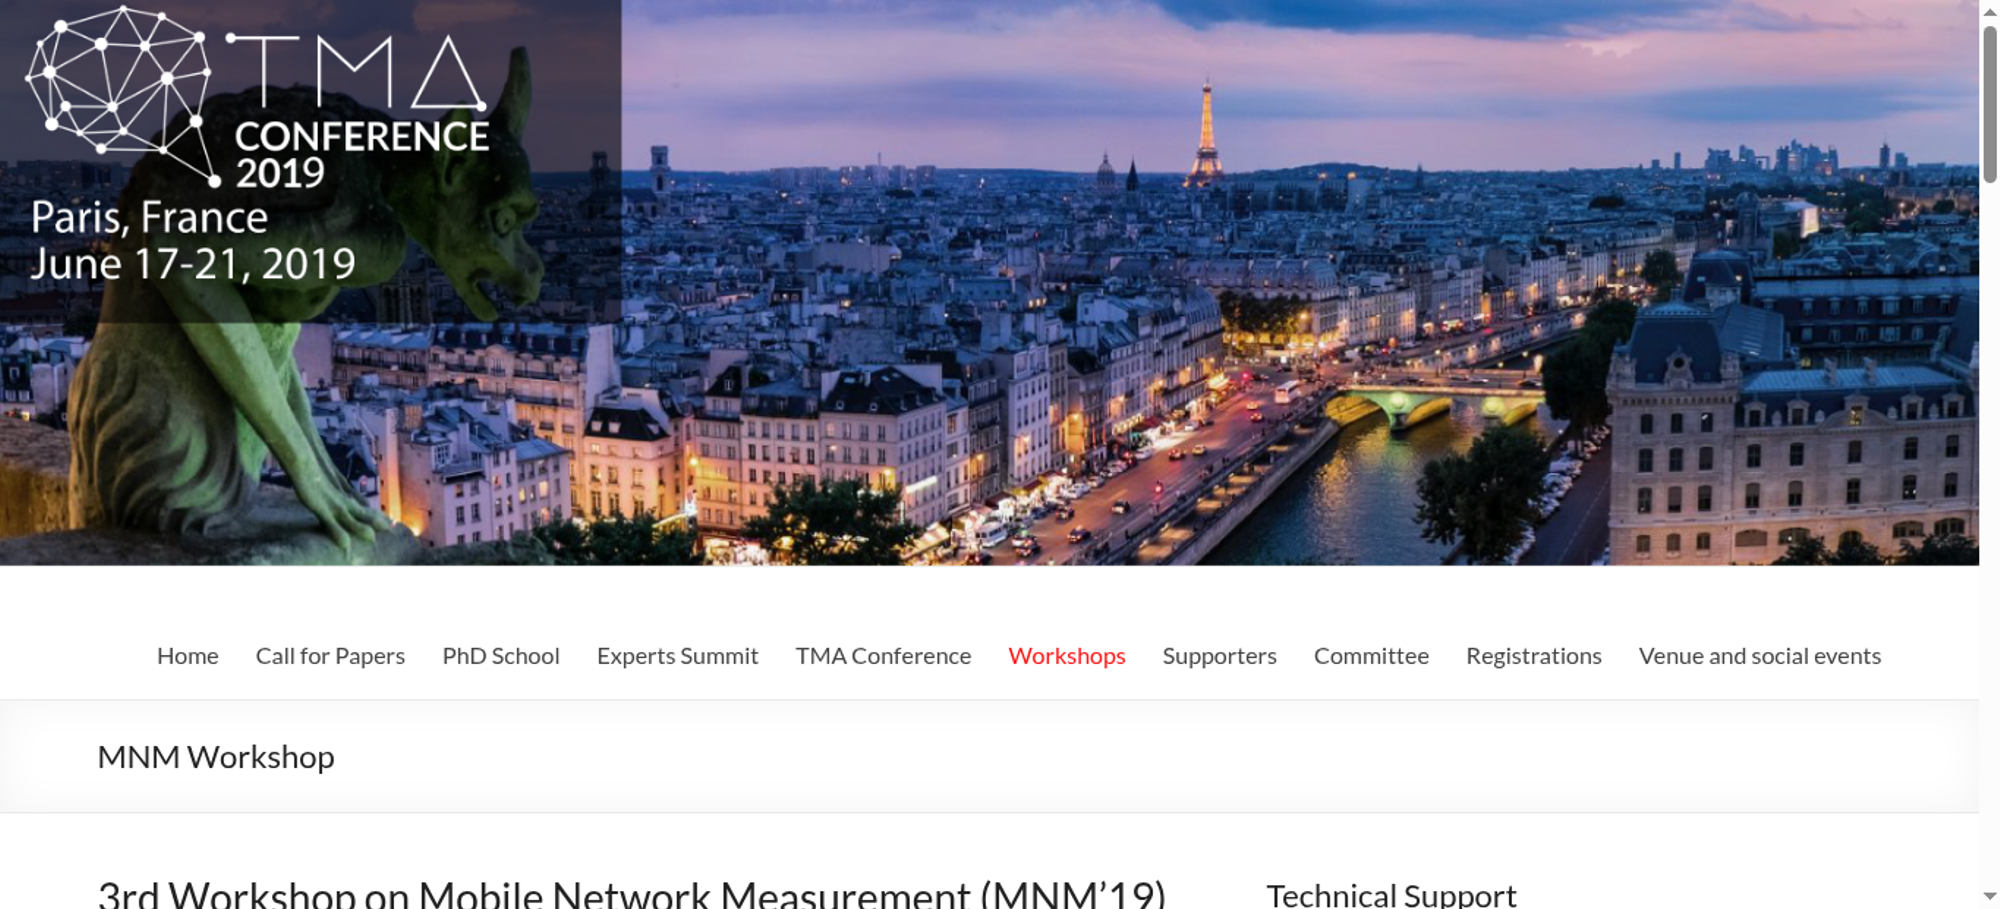 TMA
CONFERENCE
2019
Paris, France
June 17-21, 2019
Home Call for Papers PhD School Experts Summit TMA Conference Workshops Supporters Committee Registrations Venue and social events
MNM Workshop
3rd Workshop on Mobile Network Measurement (MNM’19)
Technical Support